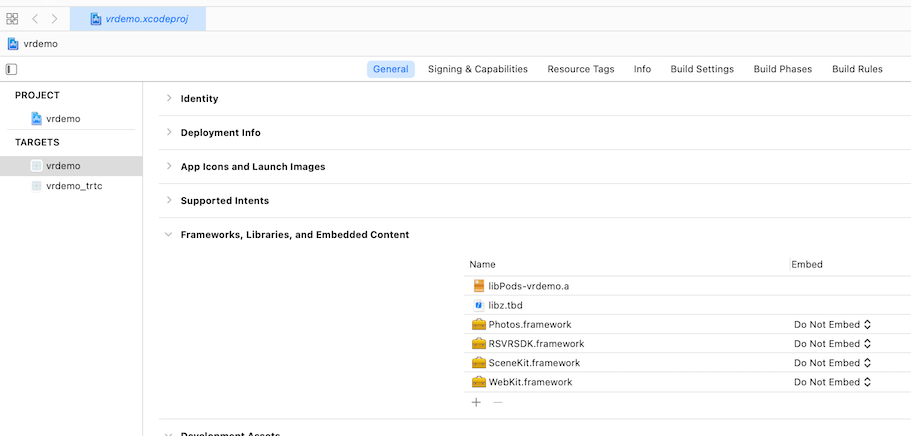 vrdemo.xcodeproj
vrdemo
General Signing & Capabilities Resource Tags Info Build Settings Build Phases Build Rules
PROJECT
vrdemo
TARGETS
vrdemo
vrdemo_trtc
Identity
Deployment Info
App Icons and Launch Images
Supported Intents
Frameworks, Libraries, and Embedded Content
Name Embed
libPods-vrdemo.a
libz.tbd
Photos.framework Do Not Embed
RSVRSDK.framework Do Not Embed
SceneKit.framework Do Not Embed
WebKit.framework Do Not Embed
Development Assets